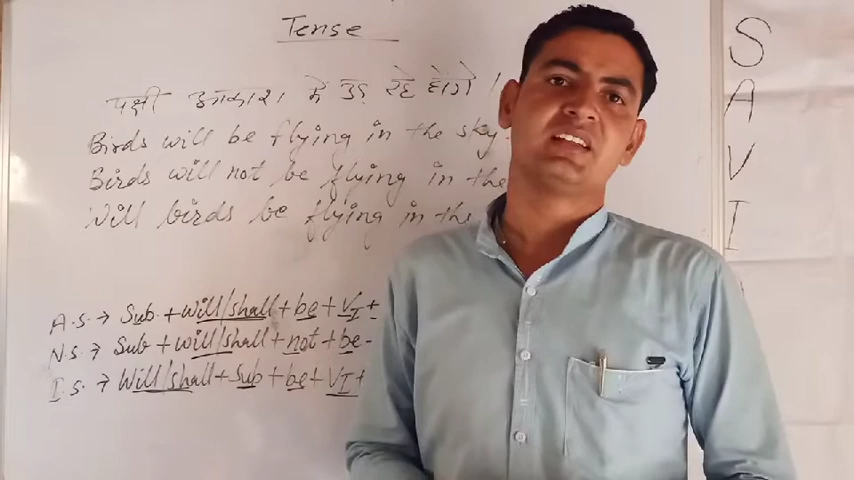 Tense
पक्षी आकाश में उड़ रहे होंगे।
Birds will be flying in the sky
Birds will not be flying in the
Will birds be flying in the
A.S. → Sub + will/shall + be + VI +
N.S. → Sub + will/shall + not + be -
I.S. → Will/shall + Sub + be + VI +
S
A
V
I